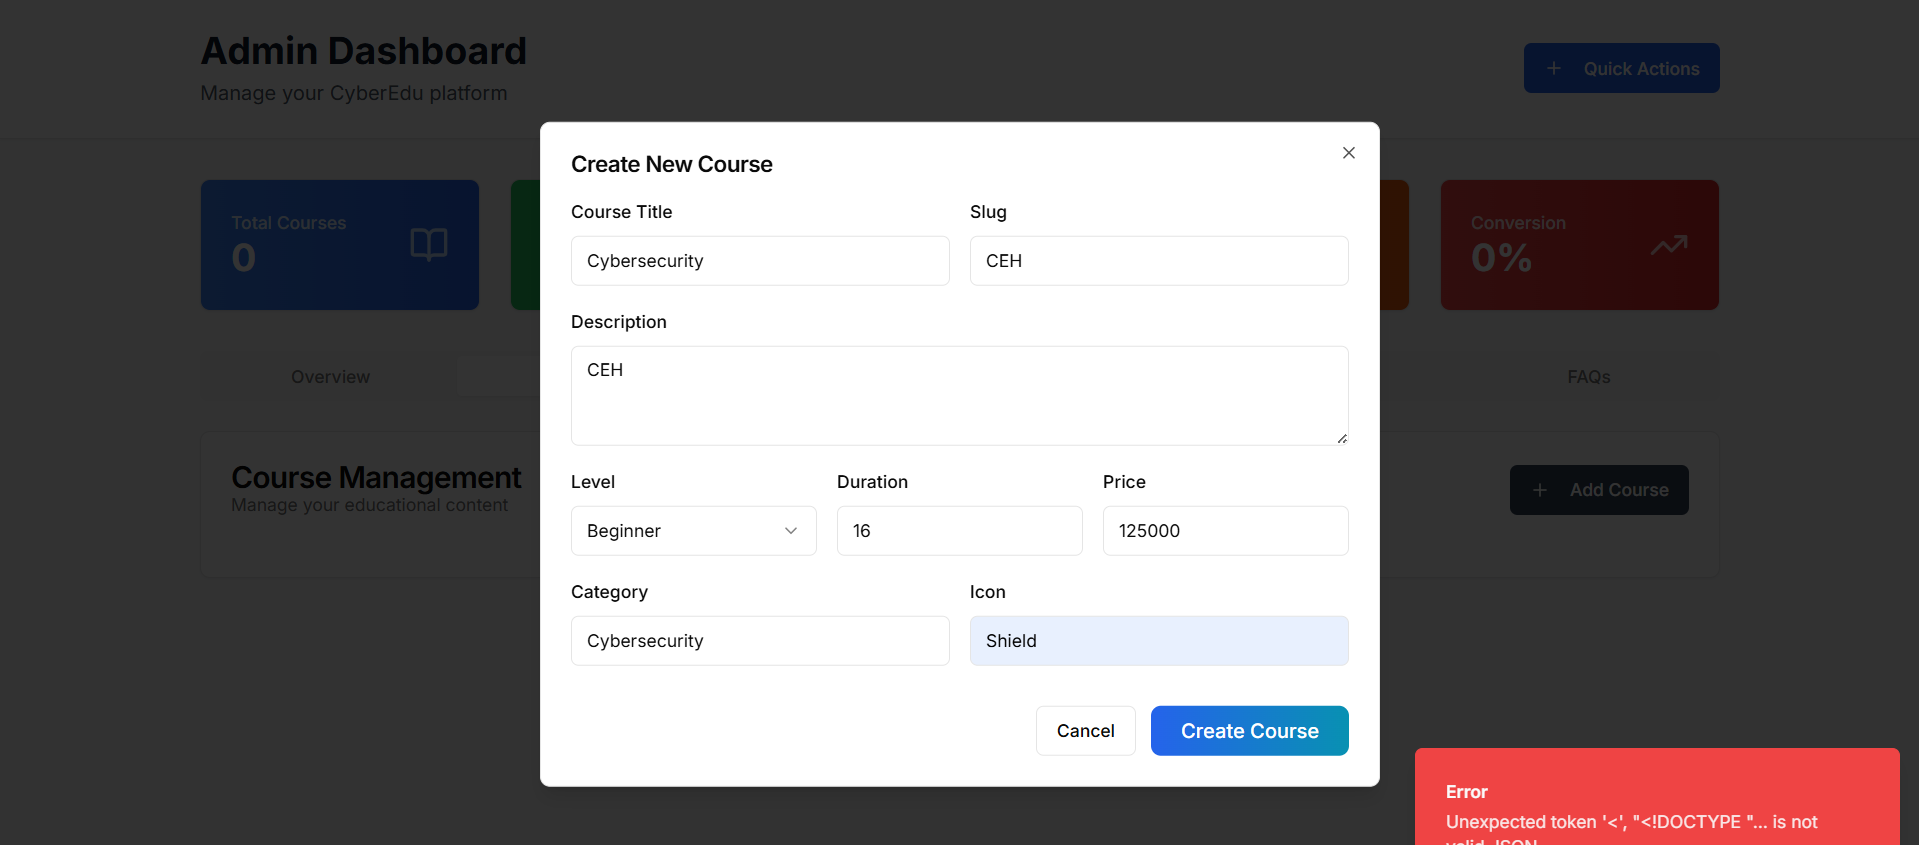 Admin Dashboard
Manage your CyberEdu platform
+ Quick Actions
Total Courses
0
Conversion
0%
Overview
FAQs
Course Management
Manage your educational content
+ Add Course
Create New Course
Course Title
Slug
Cybersecurity
CEH
Description
CEH
Level
Duration
Price
Beginner
16
125000
Category
Icon
Cybersecurity
Shield
Cancel
Create Course
Error
Unexpected token '<', "<!DOCTYPE "... is not
valid JSON